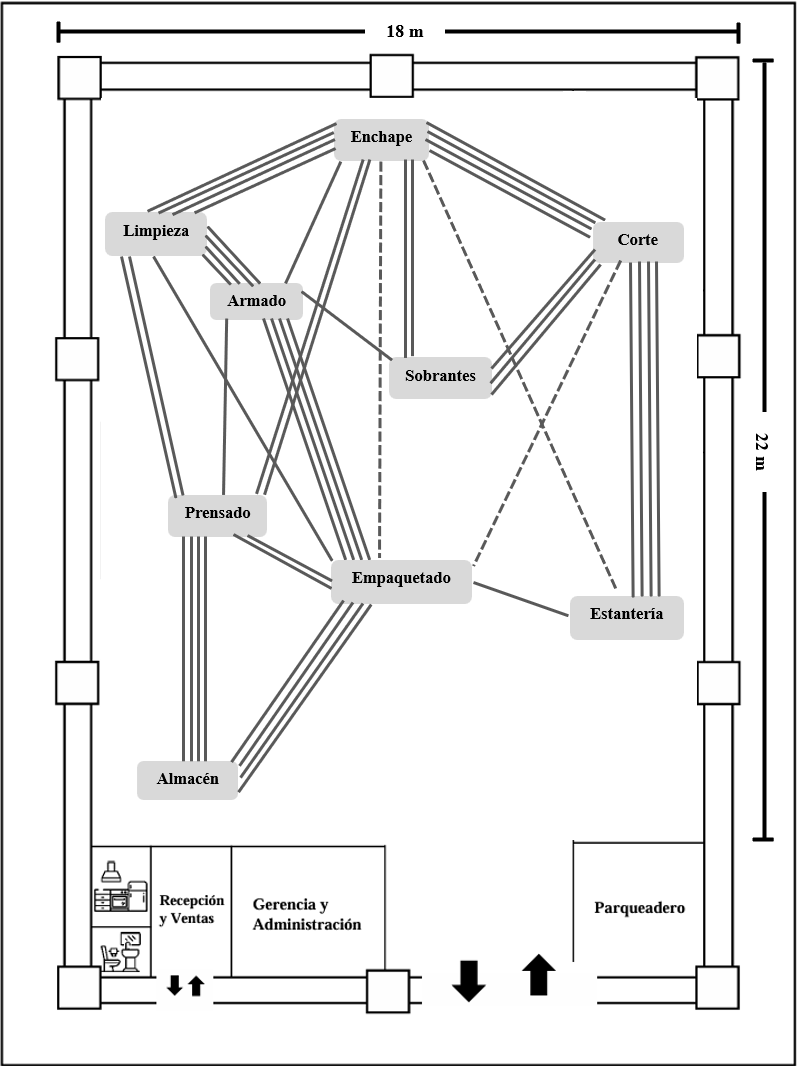 18 m
Enchape
Limpieza
Corte
Armado
Sobrantes
22 m
Prensado
Empaquetado
Estantería
Almacén
Recepción
y Ventas
Gerencia y
Administración
Parqueadero